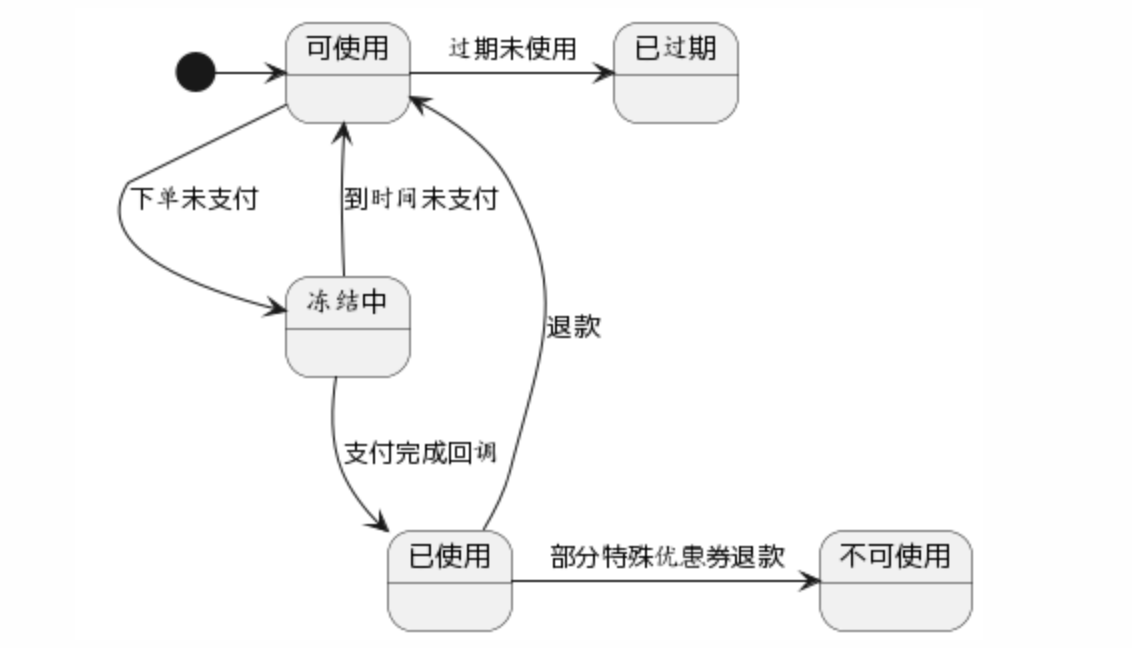 可使用
过期未使用
已过期
下单未支付
到时间未支付
冻结中
退款
支付完成回调
已使用
部分特殊优惠券退款
不可使用